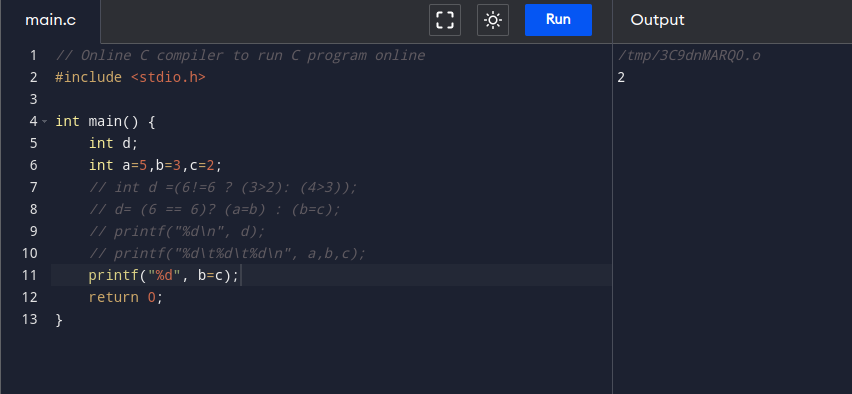 main.c
Run
Output
1 // Online C compiler to run C program online
2 #include <stdio.h>
3
4 int main() {
5     int d;
6     int a=5,b=3,c=2;
7     // int d =(6!=6 ? (3>2): (4>3));
8     // d= (6 == 6)? (a=b) : (b=c);
9     // printf("%d\n", d);
10     // printf("%d\t%d\t%d\n", a,b,c);
11     printf("%d", b=c);
12     return 0;
13 }
/tmp/3C9dnMARQO.o
2